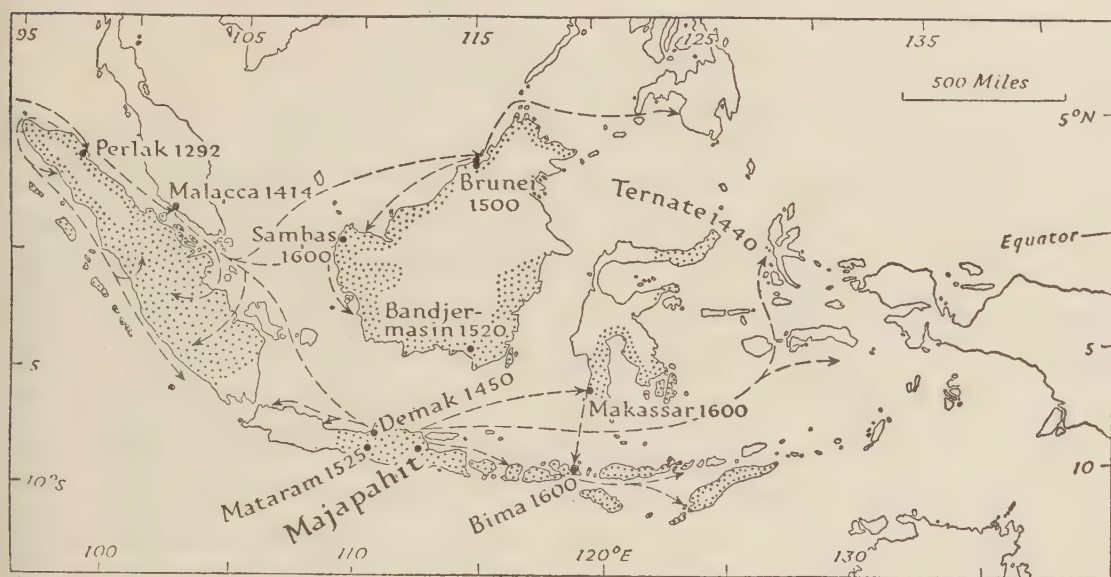 95
105
115
125
135
500 Miles
5°N
Perlak 1292
Malacca 1414
Brunei
1500
Ternate 1440
Sambas
1600
Equator
Bandjer-
masin 1520
5
5
Demak 1450
Makassar 1600
Mataram 1525
Majapahit
Bima 1600
10°S
10
100
110
120°E
130